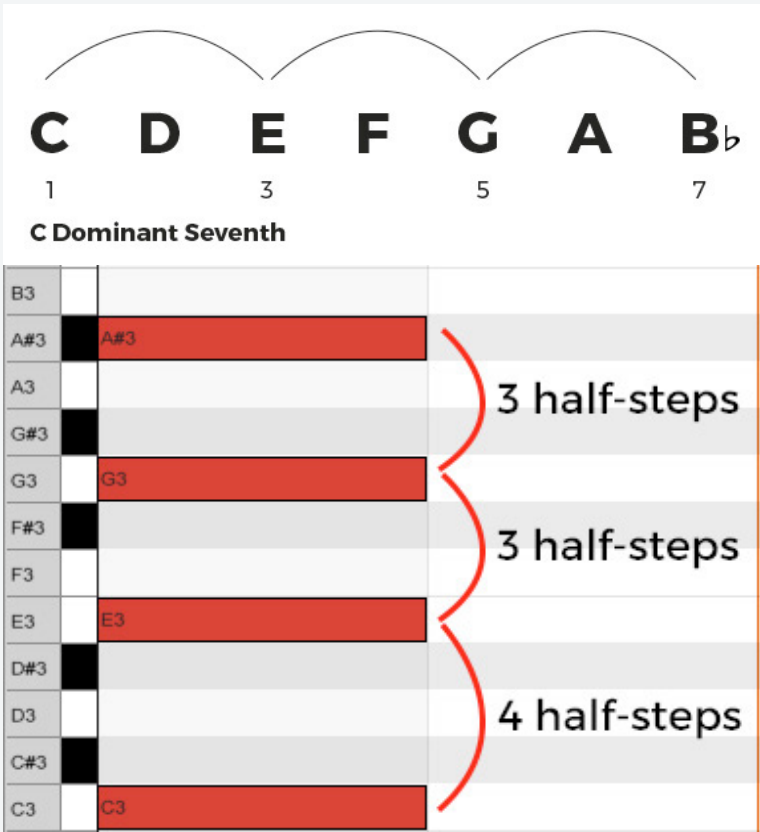 C D E F G A B♭
1 3 5 7
C Dominant Seventh
B3
A#3 A#3
A3
3 half-steps
G#3
G3 G3
F#3
3 half-steps
F3
E3 E3
D#3
D3
4 half-steps
C#3
C3 C3